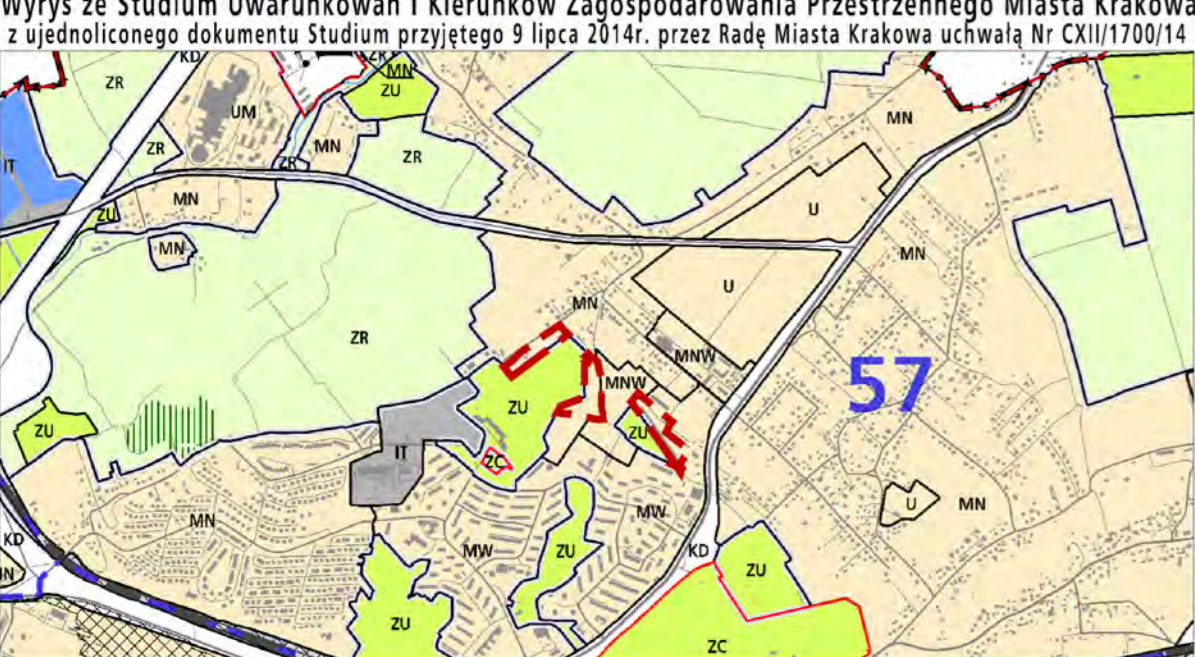 Wyrys ze Studium Uwarunkowań i Kierunków Zagospodarowania Przestrzennego Miasta Krakowa
z ujednoliconego dokumentu Studium przyjętego 9 lipca 2014r. przez Radę Miasta Krakowa uchwałą Nr CXII/1700/14
KD
ZR
MN
ZR
ZU
UM
MN
ZR
MN
ZR
ZR
IT
MN
ZU
U
MN
MN
U
MN
ZR
MNW
57
MNW
ZU
ZU
ZU
IT
ZC
U
MN
MN
MW
KD
MW
ZU
KD
ZU
ZU
ZC